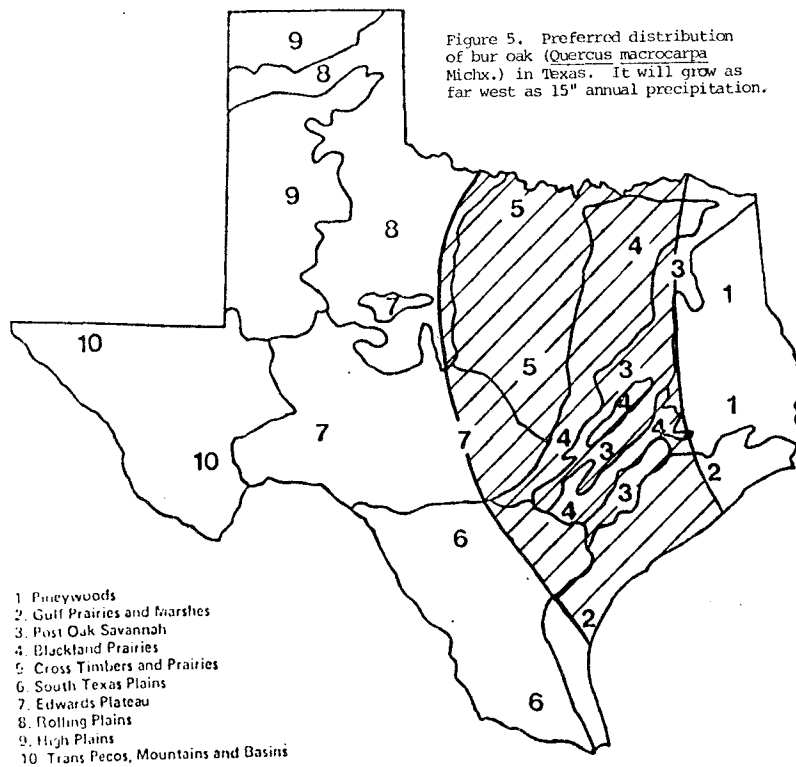 Figure 5. Preferred distribution
of bur oak (Quercus macrocarpa
Michx.) in Texas. It will grow as
far west as 15" annual precipitation.
9
8
9
8
5
4
3
1
7
10
5
3
4
1
7
7
4
3
4
10
2
4
3
6
2
6
1 Pineywoods
2. Gulf Prairies and Marshes
3. Post Oak Savannah
4. Blackland Prairies
5 Cross Timbers and Prairies
6. South Texas Plains
7. Edwards Plateau
8. Rolling Plains
9. High Plains
10 Trans Pecos, Mountains and Basins